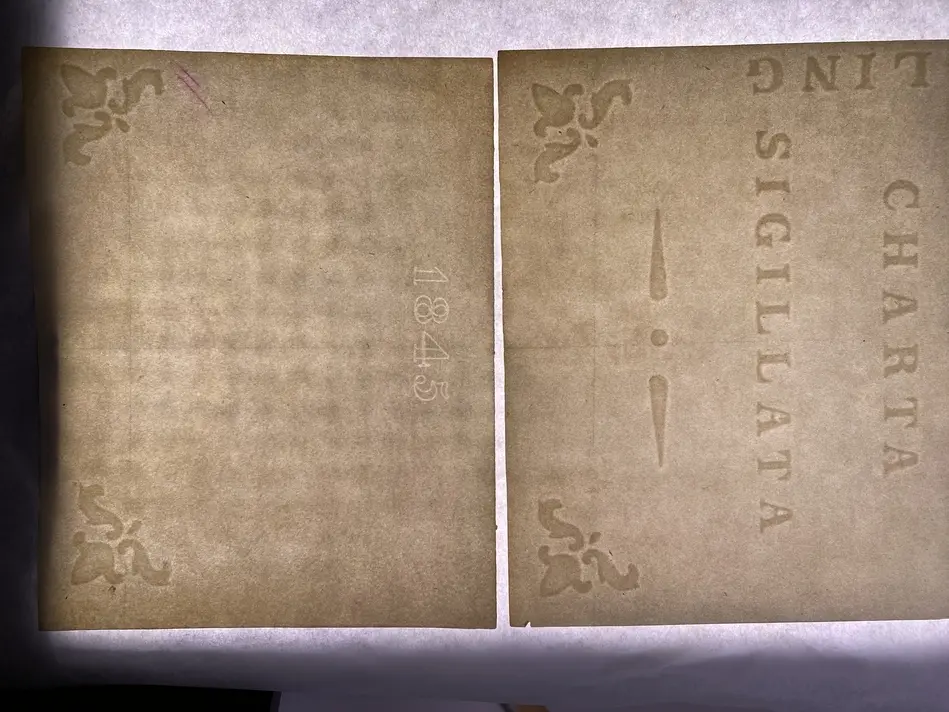 1845
LING
CHARTA
SIGILLATA